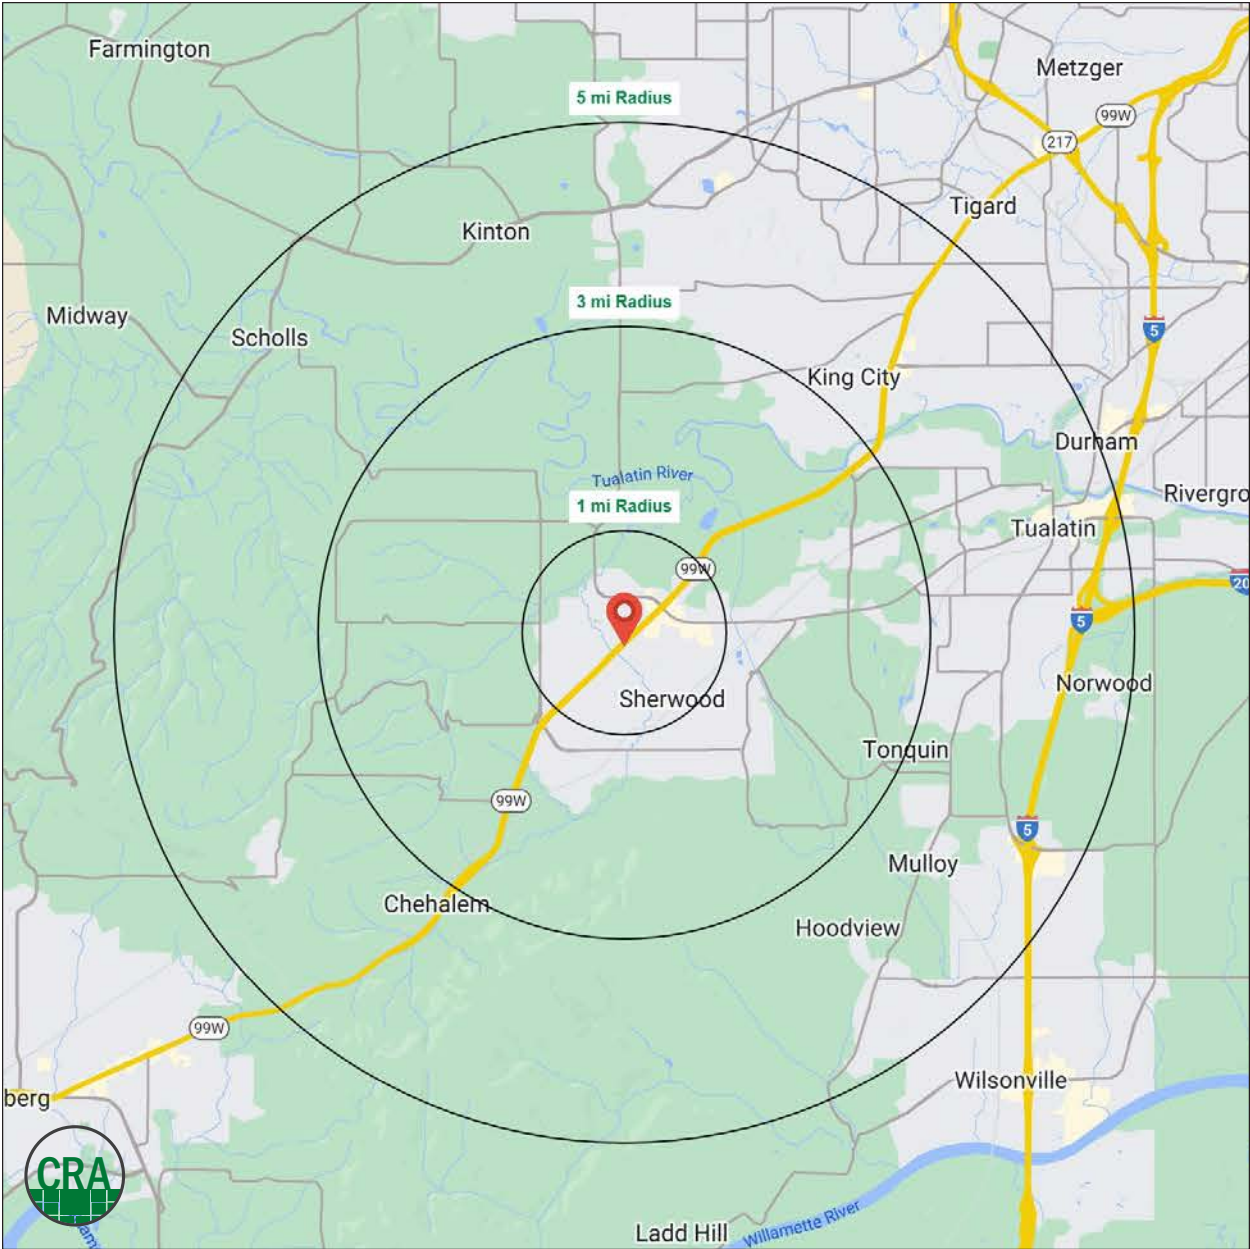 Farmington
Metzger
5 mi Radius
99W
217
Tigard
Kinton
3 mi Radius
Midway
5
Scholls
King City
Durham
Tualatin River
Rivergro
1 mi Radius
Tualatin
99W
20
5
Norwood
Sherwood
Tonquin
99W
5
Mulloy
Chehalem
Hoodview
99W
Wilsonville
berg
CRA
Willamette River
Ladd Hill